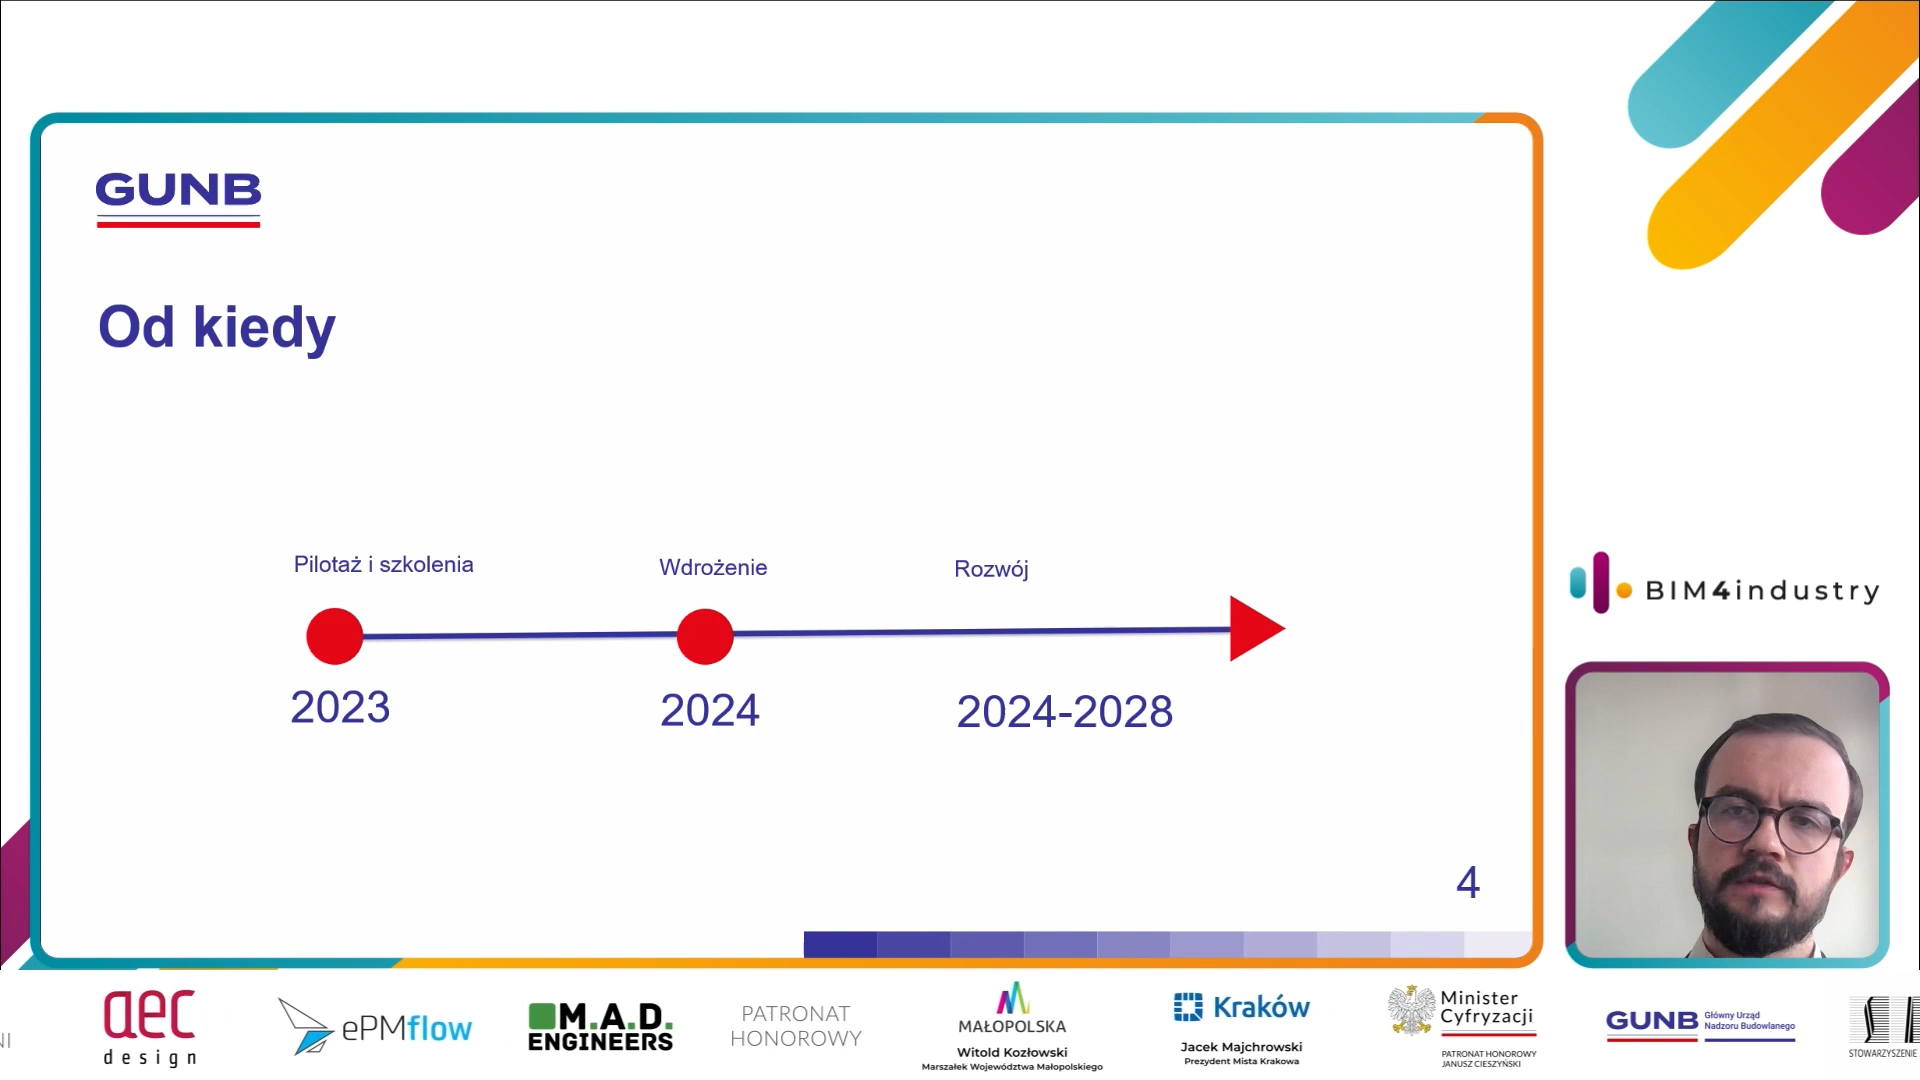 GUNB
Od kiedy
Pilotaż i szkolenia
Wdrożenie
Rozwój
2023
2024
2024-2028
4
BIM4industry
aec
design
ePMflow
M.A.D.
ENGINEERS
PATRONAT
HONOROWY
MAŁOPOLSKA
Witold Kozłowski
Marszałek Województwa Małopolskiego
Kraków
Jacek Majchrowski
Prezydent Mista Krakowa
Minister
Cyfryzacji
PATRONAT HONOROWY
JANUSZ CIESZYŃSKI
GUNB
Główny Urząd
Nadzoru Budowlanego
STOWARZYSZENIE